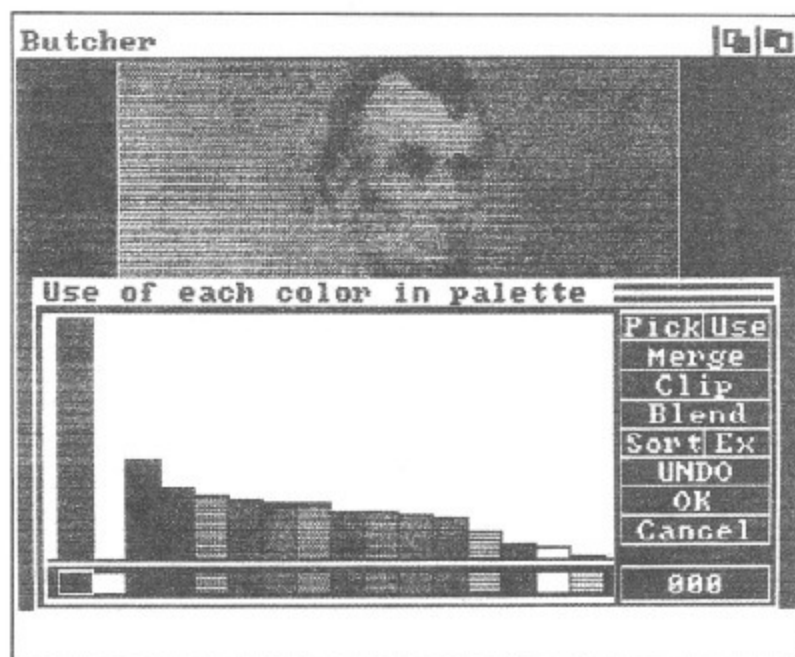 Butcher
Use of each color in palette
Pick Use
Merge
Clip
Blend
Sort Ex
UNDO
OK
Cancel
000